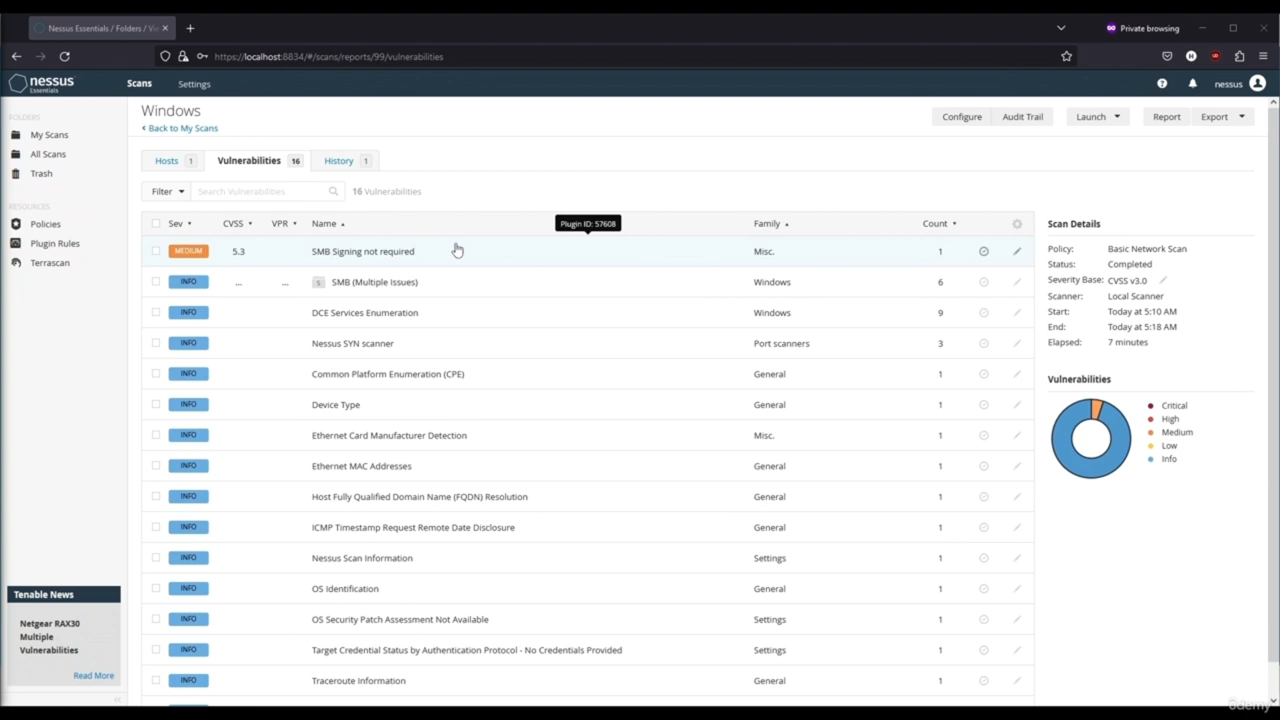 Nessus Essentials / Folders / Vi
Private browsing
https://localhost:8834/#/scans/reports/99/vulnerabilities
nessus
Essentials
Scans
Settings
nessus
FOLDERS
My Scans
All Scans
Trash
RESOURCES
Policies
Plugin Rules
Terrascan
Tenable News
Netgear RAX30
Multiple
Vulnerabilities
Read More
Windows
Back to My Scans
Configure
Audit Trail
Launch
Report
Export
Hosts 1
Vulnerabilities 16
History 1
Filter
Search Vulnerabilities
16 Vulnerabilities
Sev CVSS VPR Name Family Count
Plugin ID: 57608
MEDIUM 5.3 SMB Signing not required Misc. 1
INFO ... ... s SMB (Multiple Issues) Windows 6
INFO DCE Services Enumeration Windows 9
INFO Nessus SYN scanner Port scanners 3
INFO Common Platform Enumeration (CPE) General 1
INFO Device Type General 1
INFO Ethernet Card Manufacturer Detection Misc. 1
INFO Ethernet MAC Addresses General 1
INFO Host Fully Qualified Domain Name (FQDN) Resolution General 1
INFO ICMP Timestamp Request Remote Date Disclosure General 1
INFO Nessus Scan Information Settings 1
INFO OS Identification General 1
INFO OS Security Patch Assessment Not Available Settings 1
INFO Target Credential Status by Authentication Protocol - No Credentials Provided Settings 1
INFO Traceroute Information General 1
Scan Details
Policy: Basic Network Scan
Status: Completed
Severity Base: CVSS v3.0
Scanner: Local Scanner
Start: Today at 5:10 AM
End: Today at 5:18 AM
Elapsed: 7 minutes
Vulnerabilities
Critical
High
Medium
Low
Info
ûdemy